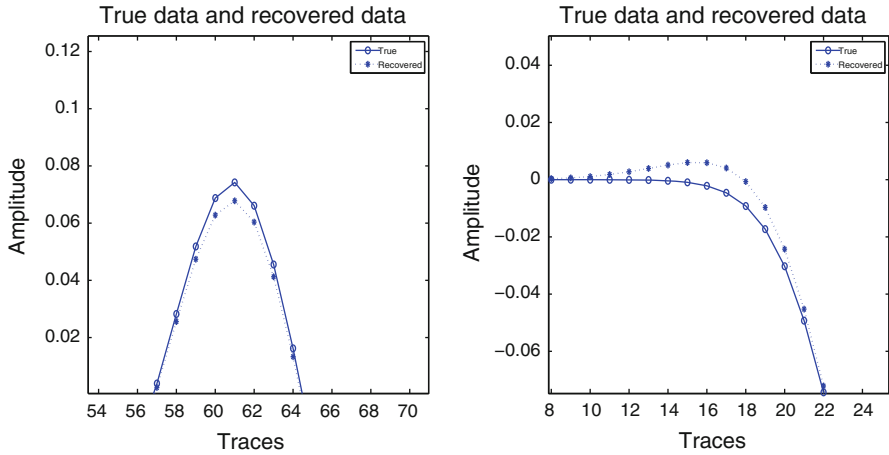 True data and recovered data
True
Recovered
0.12
0.1
0.08
0.06
0.04
0.02
Amplitude
54 56 58 60 62 64 66 68 70
Traces
True data and recovered data
True
Recovered
0.04
0.02
0
−0.02
−0.04
−0.06
Amplitude
8 10 12 14 16 18 20 22 24
Traces